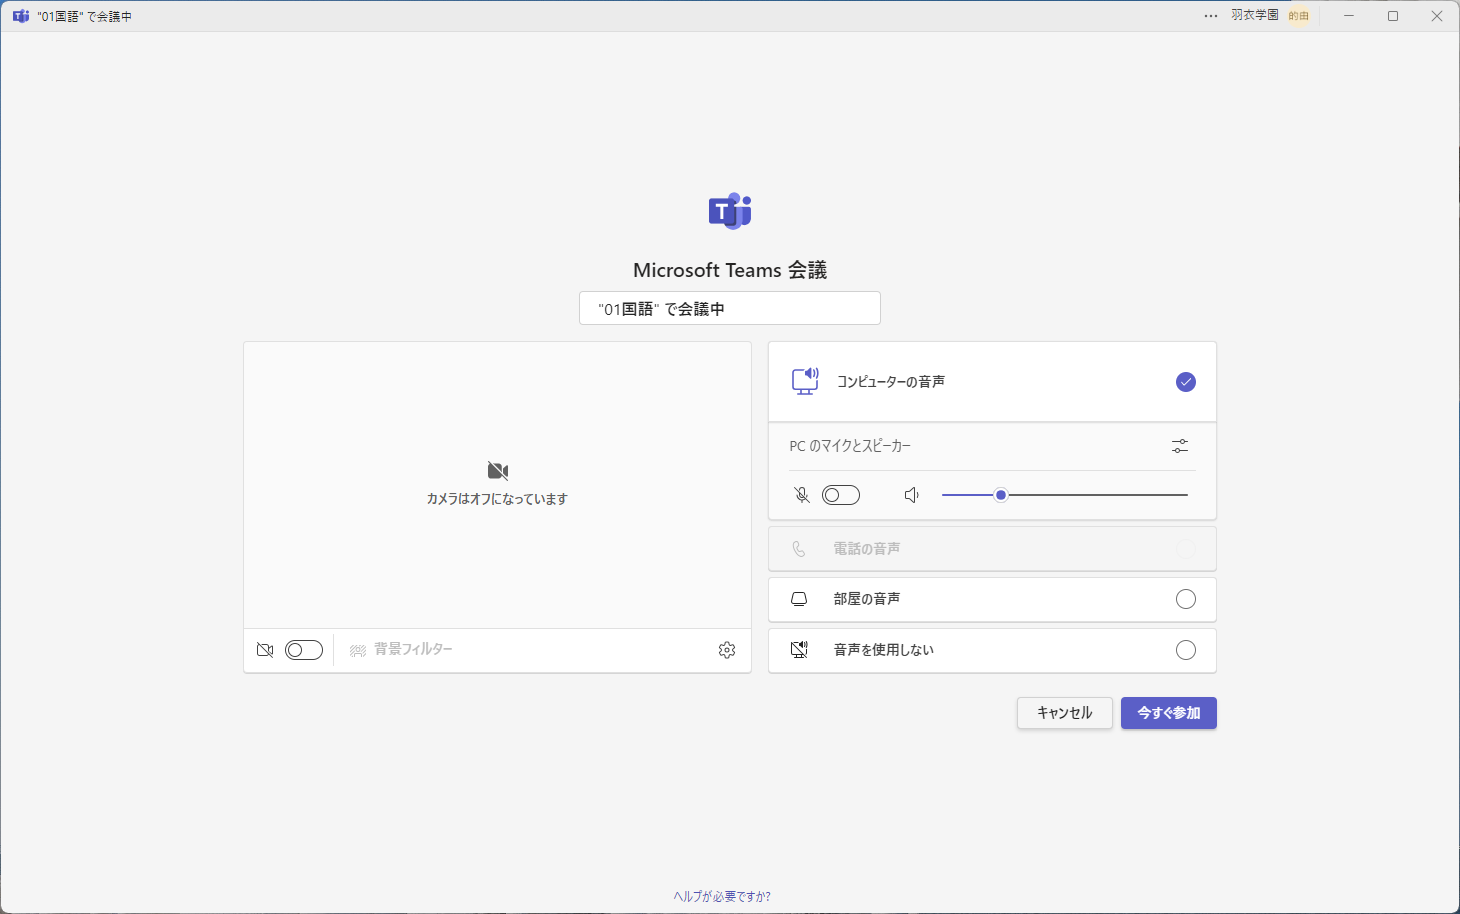 "01国語" で会議中
羽衣学園
的由
Microsoft Teams 会議
"01国語" で会議中
カメラはオフになっています
背景フィルター
コンピューターの音声
PC のマイクとスピーカー
電話の音声
部屋の音声
音声を使用しない
キャンセル
今すぐ参加
ヘルプが必要ですか?